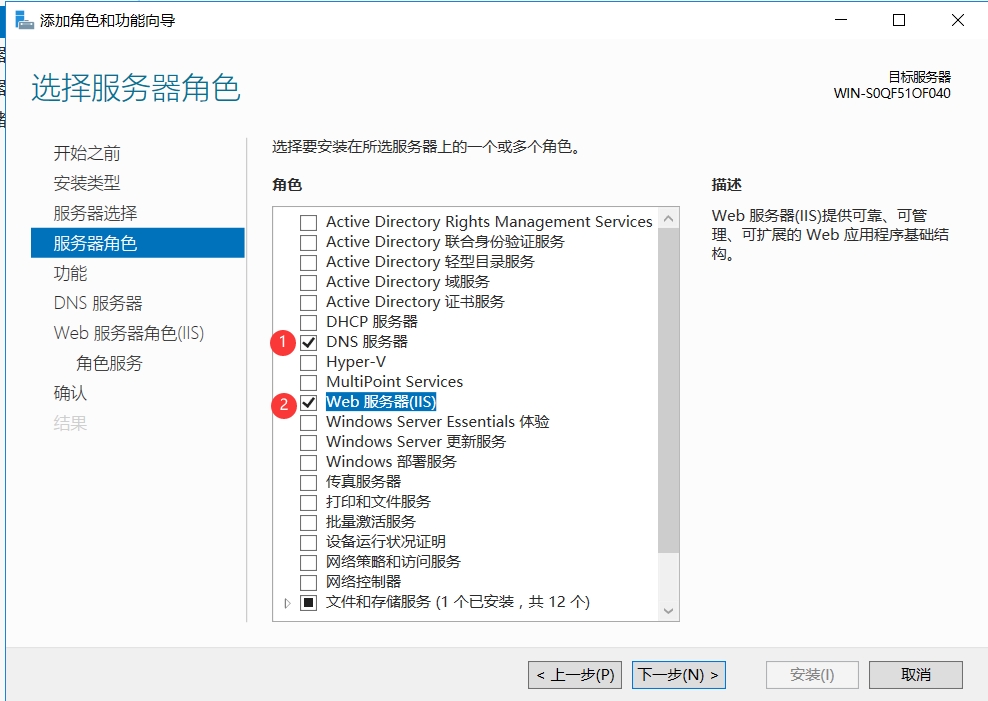 添加角色和功能向导
选择服务器角色
目标服务器
WIN-S0QF51OF040
开始之前
安装类型
服务器选择
服务器角色
功能
DNS 服务器
Web 服务器角色(IIS)
角色服务
确认
结果
选择要安装在所选服务器上的一个或多个角色。
角色
Active Directory Rights Management Services
Active Directory 联合身份验证服务
Active Directory 轻型目录服务
Active Directory 域服务
Active Directory 证书服务
DHCP 服务器
1 DNS 服务器
Hyper-V
MultiPoint Services
2 Web 服务器(IIS)
Windows Server Essentials 体验
Windows Server 更新服务
Windows 部署服务
传真服务器
打印和文件服务
批量激活服务
设备运行状况证明
网络策略和访问服务
网络控制器
文件和存储服务 (1 个已安装，共 12 个)
描述
Web 服务器(IIS)提供可靠、可管
理、可扩展的 Web 应用程序基础结
构。
< 上一步(P)
下一步(N) >
安装(I)
取消